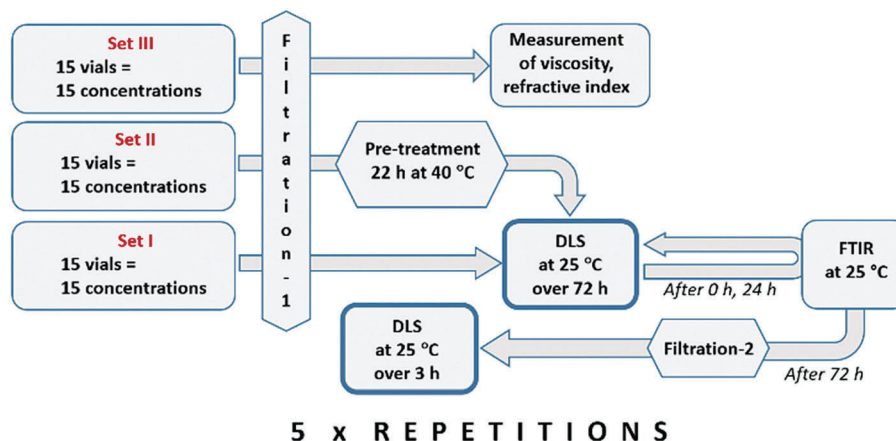 Set III
15 vials =
15 concentrations
Filtration-1
Measurement
of viscosity,
refractive index
Set II
15 vials =
15 concentrations
Pre-treatment
22 h at 40 °C
Set I
15 vials =
15 concentrations
DLS
at 25 °C
over 72 h
After 0 h, 24 h
FTIR
at 25 °C
DLS
at 25 °C
over 3 h
Filtration-2
After 72 h
5 x REPETITIONS